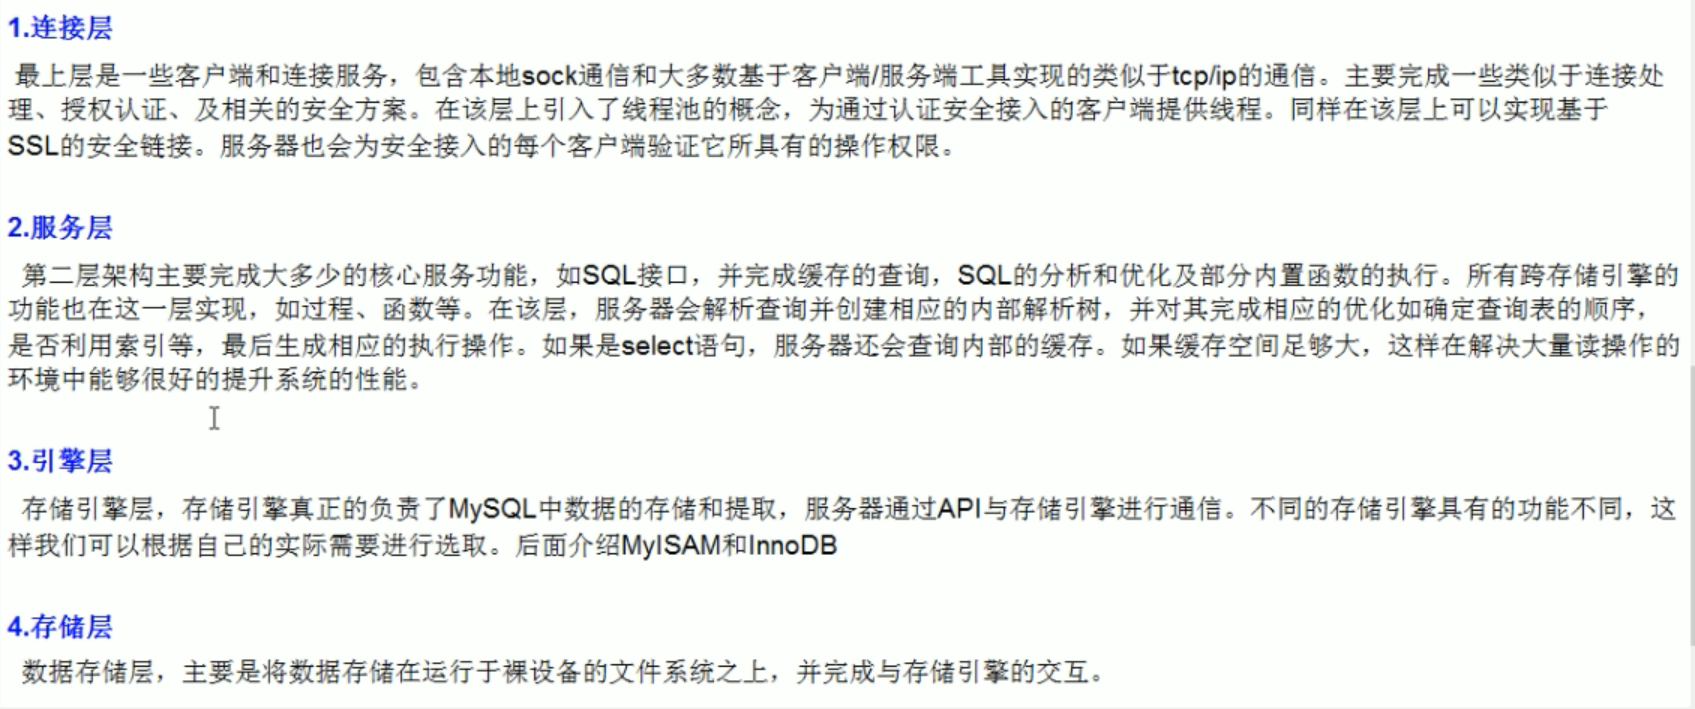 1.连接层
最上层是一些客户端和连接服务，包含本地sock通信和大多数基于客户端/服务端工具实现的类似于tcp/ip的通信。主要完成一些类似于连接处
理、授权认证、及相关的安全方案。在该层上引入了线程池的概念，为通过认证安全接入的客户端提供线程。同样在该层上可以实现基于
SSL的安全链接。服务器也会为安全接入的每个客户端验证它所具有的操作权限。
2.服务层
第二层架构主要完成大多少的核心服务功能，如SQL接口，并完成缓存的查询，SQL的分析和优化及部分内置函数的执行。所有跨存储引擎的
功能也在这一层实现，如过程、函数等。在该层，服务器会解析查询并创建相应的内部解析树，并对其完成相应的优化如确定查询表的顺序，
是否利用索引等，最后生成相应的执行操作。如果是select语句，服务器还会查询内部的缓存。如果缓存空间足够大，这样在解决大量读操作的
环境中能够很好的提升系统的性能。
3.引擎层
存储引擎层，存储引擎真正的负责了MySQL中数据的存储和提取，服务器通过API与存储引擎进行通信。不同的存储引擎具有的功能不同，这
样我们可以根据自己的实际需要进行选取。后面介绍MyISAM和InnoDB
4.存储层
数据存储层，主要是将数据存储在运行于裸设备的文件系统之上，并完成与存储引擎的交互。